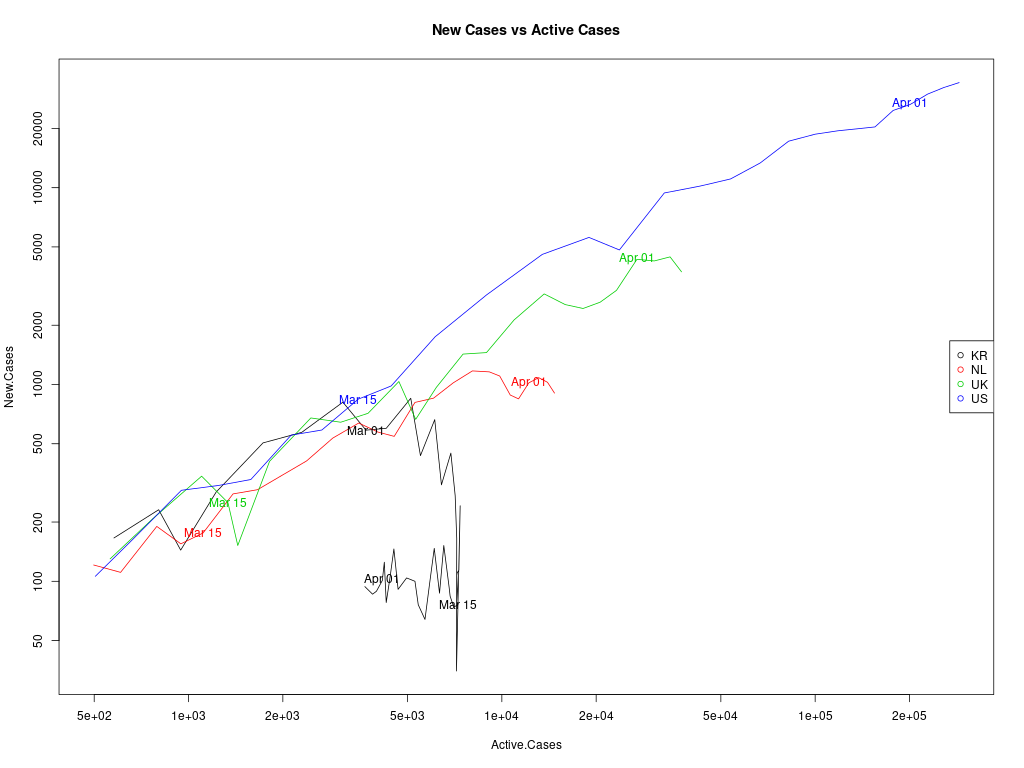 New Cases vs Active Cases
New.Cases
20000
10000
5000
2000
1000
500
200
100
50
Apr 01
Apr 01
Apr 01
Mar 15
Mar 01
Mar 15
Mar 15
Apr 01
Mar 15
KR
NL
UK
US
5e+02 1e+03 2e+03 5e+03 1e+04 2e+04 5e+04 1e+05 2e+05
Active.Cases